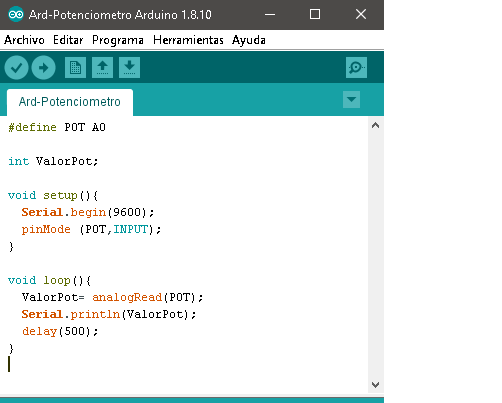 Ard-Potenciometro Arduino 1.8.10
Archivo Editar Programa Herramientas Ayuda
Ard-Potenciometro
#define POT A0
int ValorPot;
void setup(){
Serial.begin(9600);
pinMode (POT,INPUT);
}
void loop(){
ValorPot= analogRead(POT);
Serial.println(ValorPot);
delay(500);
}